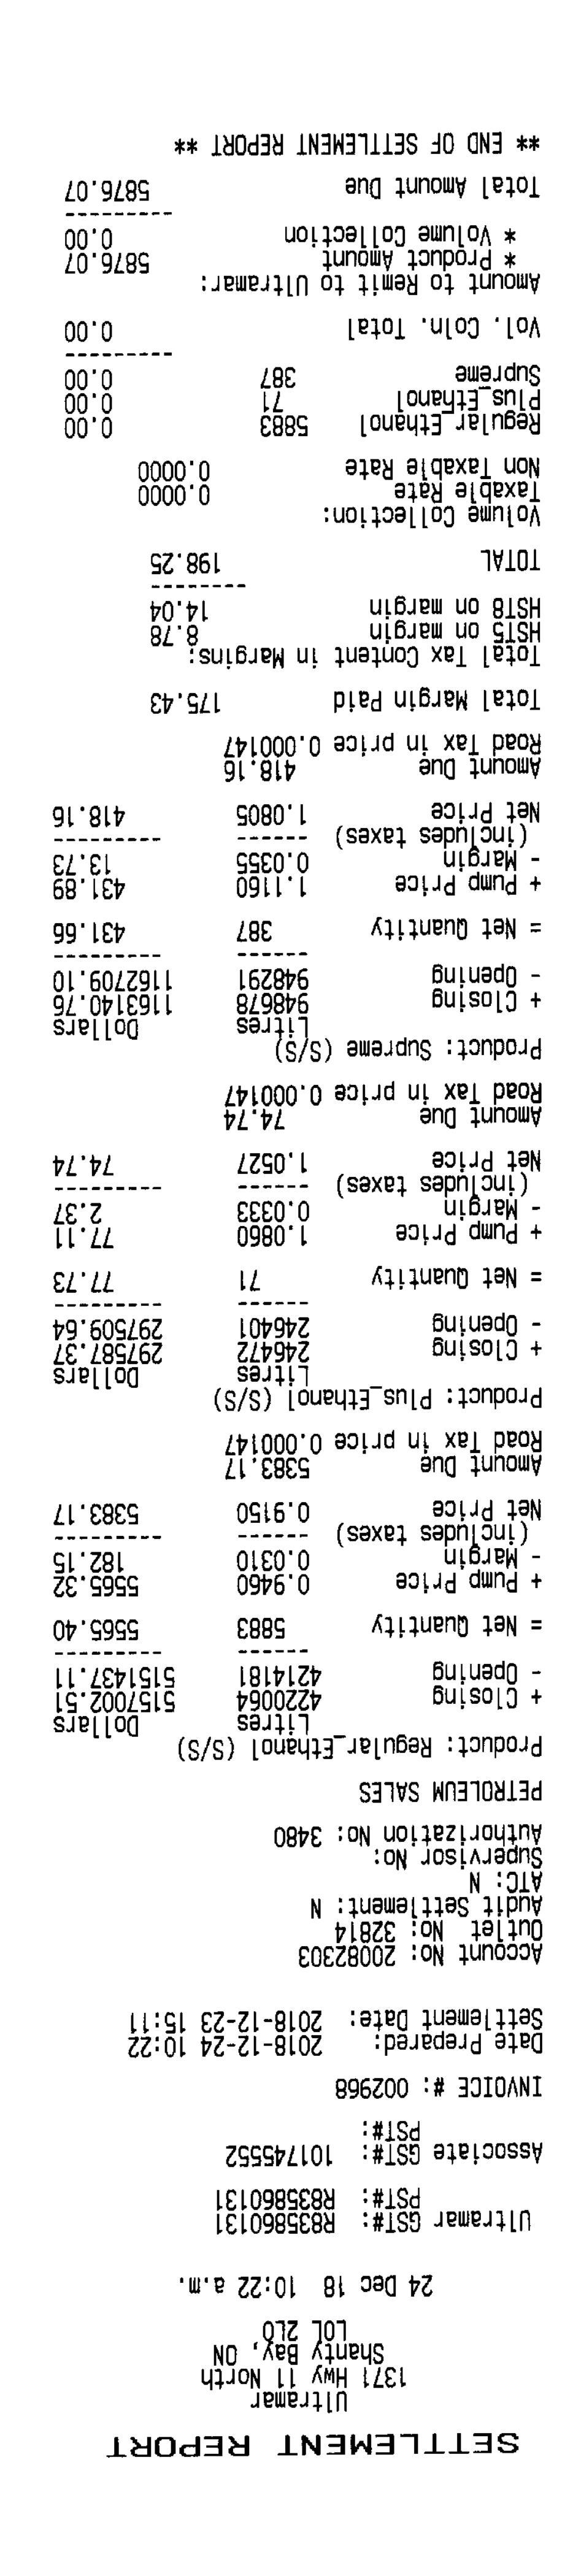 SETTLEMENT REPORT
Ultramar
1371 Hwy 11 North
Shanty Bay, ON
L0L 2L0
24 Dec 18 10:22 a.m.
Ultramar GST#: R835860131
PST#: R835860131
Associate GST#: 101745552
PST#:
INVOICE #: 002968
Date Prepared: 2018-12-24 10:22
Settlement Date: 2018-12-23 15:11
Account No: 20082303
Outlet No: 32814
Audit Settlement: N
ATC: N
Supervisor No:
Authorization No: 3480
PETROLEUM SALES
Product: Regular_Ethanol (S/S)
Litres Dollars
+ Closing 4220064 5157002.51
- Opening 4214181 5151437.11
------ ---------
= Net Quantity 5883 5565.40
+ Pump Price 0.9460 5565.32
- Margin 0.0310 182.15
(includes taxes) ------ ---------
Net Price 0.9150 5383.17
Amount Due 5383.17
Road Tax in price 0.000147
Product: Plus_Ethanol (S/S)
Litres Dollars
+ Closing 246472 297587.37
- Opening 246401 297509.64
------ ---------
= Net Quantity 71 77.73
+ Pump Price 1.0860 77.11
- Margin 0.0333 2.37
(includes taxes) ------ ---------
Net Price 1.0527 74.74
Amount Due 74.74
Road Tax in price 0.000147
Product: Supreme (S/S)
Litres Dollars
+ Closing 948678 1163140.76
- Opening 948291 1162709.10
------ ---------
= Net Quantity 387 431.66
+ Pump Price 1.1160 431.89
- Margin 0.0355 13.73
(includes taxes) ------ ---------
Net Price 1.0805 418.16
Amount Due 418.16
Road Tax in price 0.000147
Total Margin Paid 175.43
Total Tax Content in Margins:
HST5 on margin 8.78
HST8 on margin 14.04
--------
TOTAL 198.25
Volume Collection:
Taxable Rate 0.0000
Non Taxable Rate 0.0000
Regular_Ethanol 5883 0.00
Plus_Ethanol 71 0.00
Supreme 387 0.00
---------
Vol. Coln. Total 0.00
Amount to Remit to Ultramar:
* Product Amount 5876.07
* Volume Collection 0.00
---------
Total Amount Due 5876.07
** END OF SETTLEMENT REPORT **